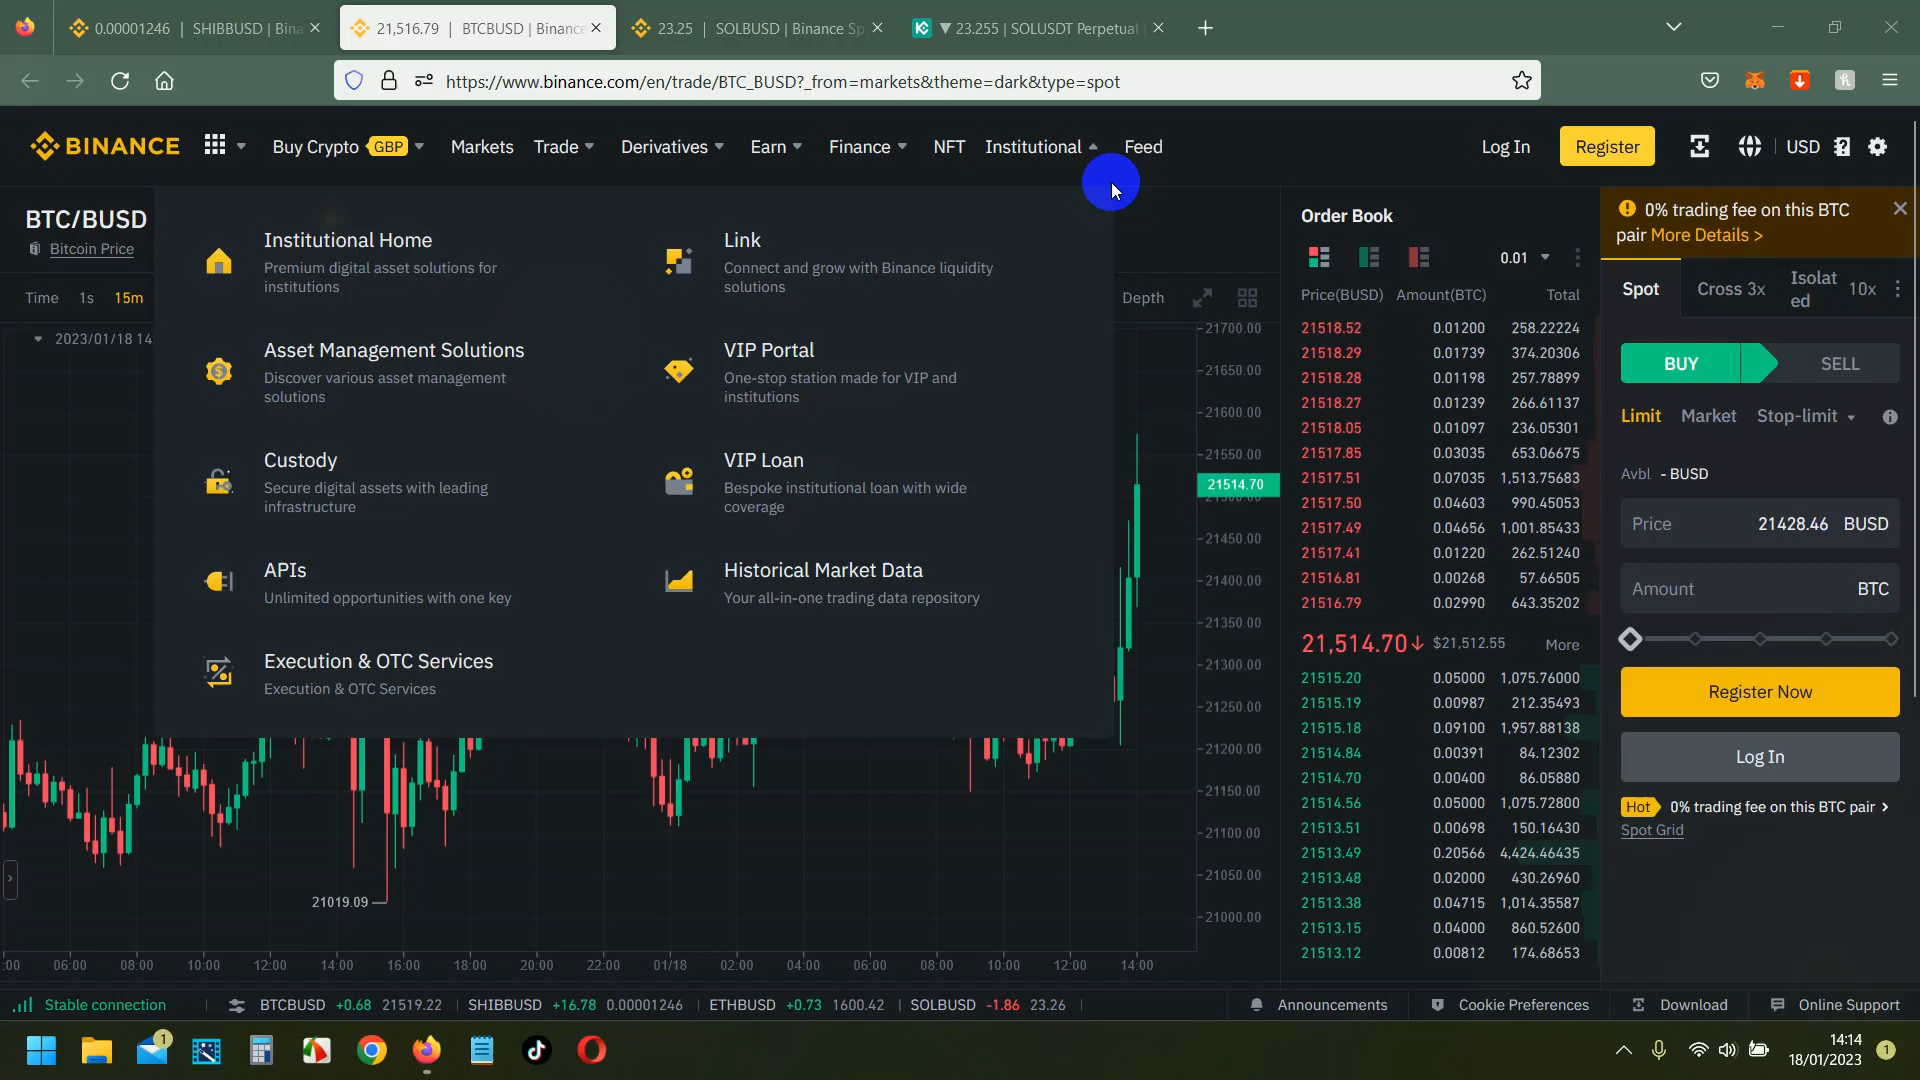 0.00001246 | SHIBBUSD | Bina
21,516.79 | BTCBUSD | Binance
23.25 | SOLBUSD | Binance Sp
▼ 23.255 | SOLUSDT Perpetual
https://www.binance.com/en/trade/BTC_BUSD?_from=markets&theme=dark&type=spot
BINANCE
Buy Crypto GBP
Markets
Trade
Derivatives
Earn
Finance
NFT
Institutional
Feed
Log In
Register
USD
BTC/BUSD
Bitcoin Price
Time 1s 15m
2023/01/18 14
Institutional Home
Premium digital asset solutions for
institutions
Link
Connect and grow with Binance liquidity
solutions
Asset Management Solutions
Discover various asset management
solutions
VIP Portal
One-stop station made for VIP and
institutions
Custody
Secure digital assets with leading
infrastructure
VIP Loan
Bespoke institutional loan with wide
coverage
APIs
Unlimited opportunities with one key
Historical Market Data
Your all-in-one trading data repository
Execution & OTC Services
Execution & OTC Services
Depth
21700.00
21650.00
21600.00
21550.00
21514.70
21450.00
21400.00
21350.00
21300.00
21250.00
21200.00
21150.00
21100.00
21050.00
21000.00
21019.09
:00 06:00 08:00 10:00 12:00 14:00 16:00 18:00 20:00 22:00 01/18 02:00 04:00 06:00 08:00 10:00 12:00 14:00
Order Book
0.01
Price(BUSD) Amount(BTC) Total
21518.52 0.01200 258.22224
21518.29 0.01739 374.20306
21518.28 0.01198 257.78899
21518.27 0.01239 266.61137
21518.05 0.01097 236.05301
21517.85 0.03035 653.06675
21517.51 0.07035 1,513.75683
21517.50 0.04603 990.45053
21517.49 0.04656 1,001.85433
21517.41 0.01220 262.51240
21516.81 0.00268 57.66505
21516.79 0.02990 643.35202
21,514.70↓ $21,512.55 More
21515.20 0.05000 1,075.76000
21515.19 0.00987 212.35493
21515.18 0.09100 1,957.88138
21514.84 0.00391 84.12302
21514.70 0.00400 86.05880
21514.56 0.05000 1,075.72800
21513.51 0.00698 150.16430
21513.49 0.20566 4,424.46435
21513.48 0.02000 430.26960
21513.38 0.04715 1,014.35587
21513.15 0.04000 860.52600
21513.12 0.00812 174.68653
0% trading fee on this BTC
pair More Details >
Spot
Cross 3x
Isolat
ed
10x
BUY
SELL
Limit
Market
Stop-limit
Avbl - BUSD
Price 21428.46 BUSD
Amount BTC
Register Now
Log In
Hot 0% trading fee on this BTC pair >
Spot Grid
Stable connection
BTCBUSD +0.68 21519.22
SHIBBUSD +16.78 0.00001246
ETHBUSD +0.73 1600.42
SOLBUSD -1.86 23.26
Announcements
Cookie Preferences
Download
Online Support
1
14:14
18/01/2023
1